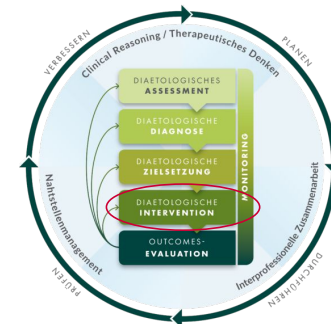 VERBESSERN
PLANEN
Clinical Reasoning / Therapeutisches Denken
DIAETOLOGISCHES
ASSESSMENT
DIAETOLOGISCHE
DIAGNOSE
DIAETOLOGISCHE
ZIELSETZUNG
DIAETOLOGISCHE
INTERVENTION
OUTCOMES-
EVALUATION
MONITORING
Nahtstellenmanagement
Interprofessionelle Zusammenarbeit
PRÜFEN
DURCHFÜHREN